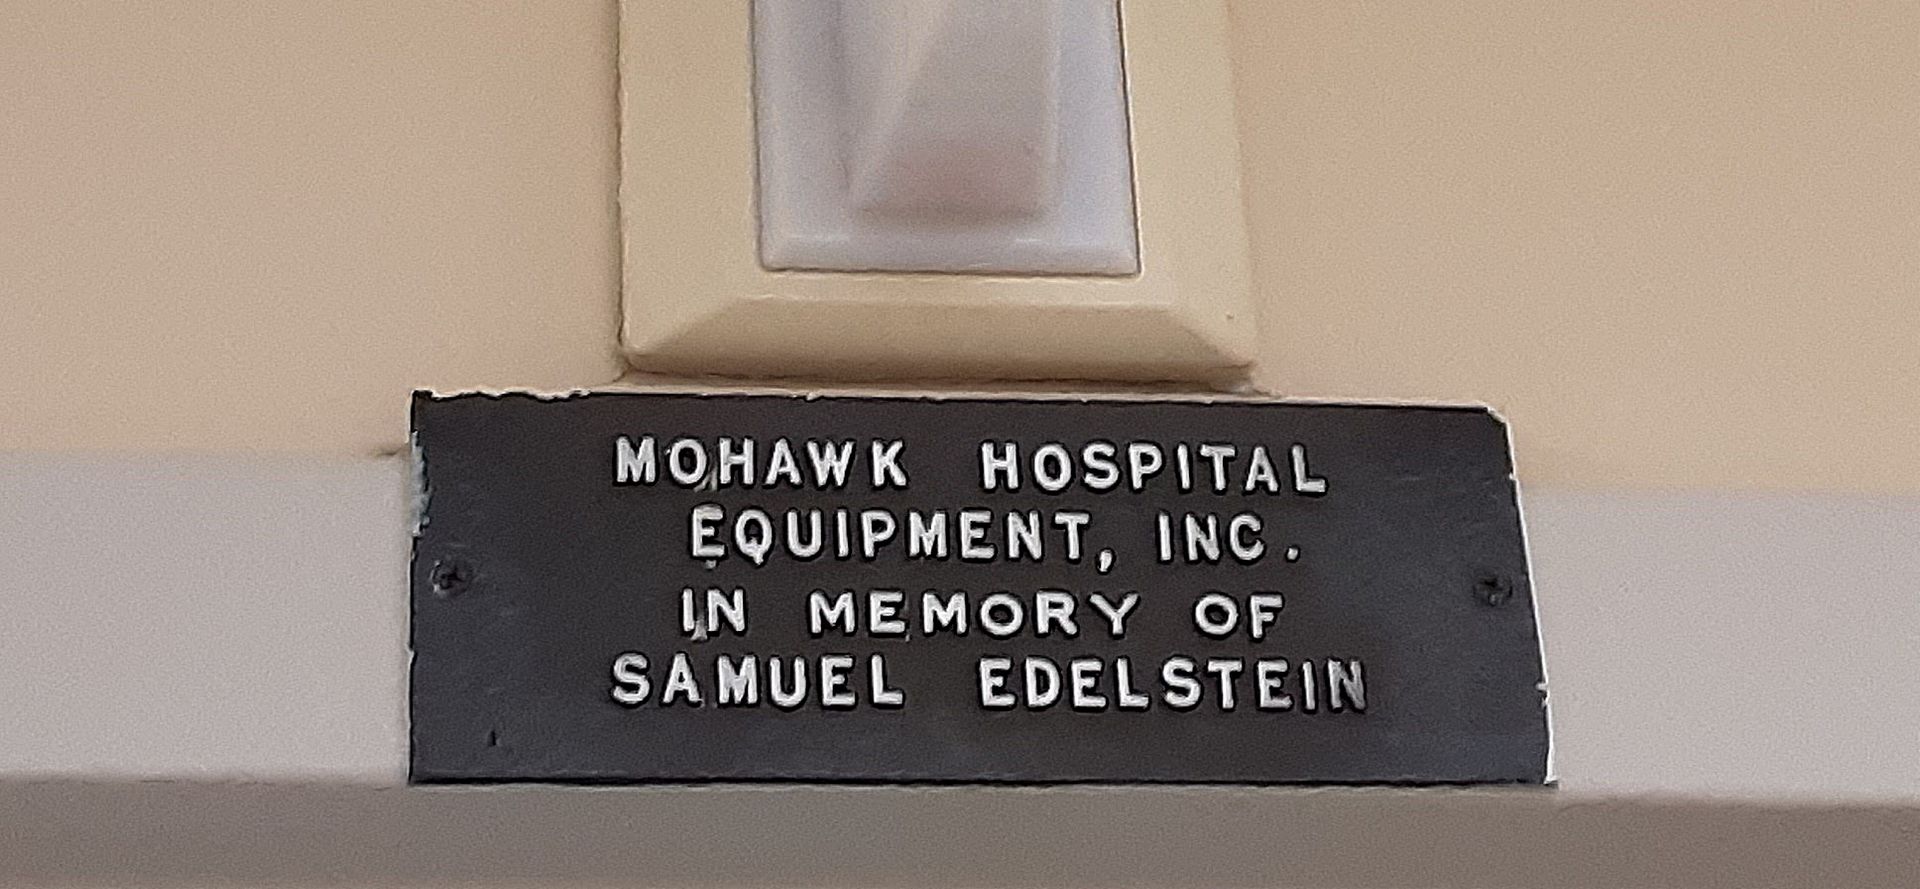 MOHAWK HOSPITAL
EQUIPMENT, INC.
IN MEMORY OF
SAMUEL EDELSTEIN